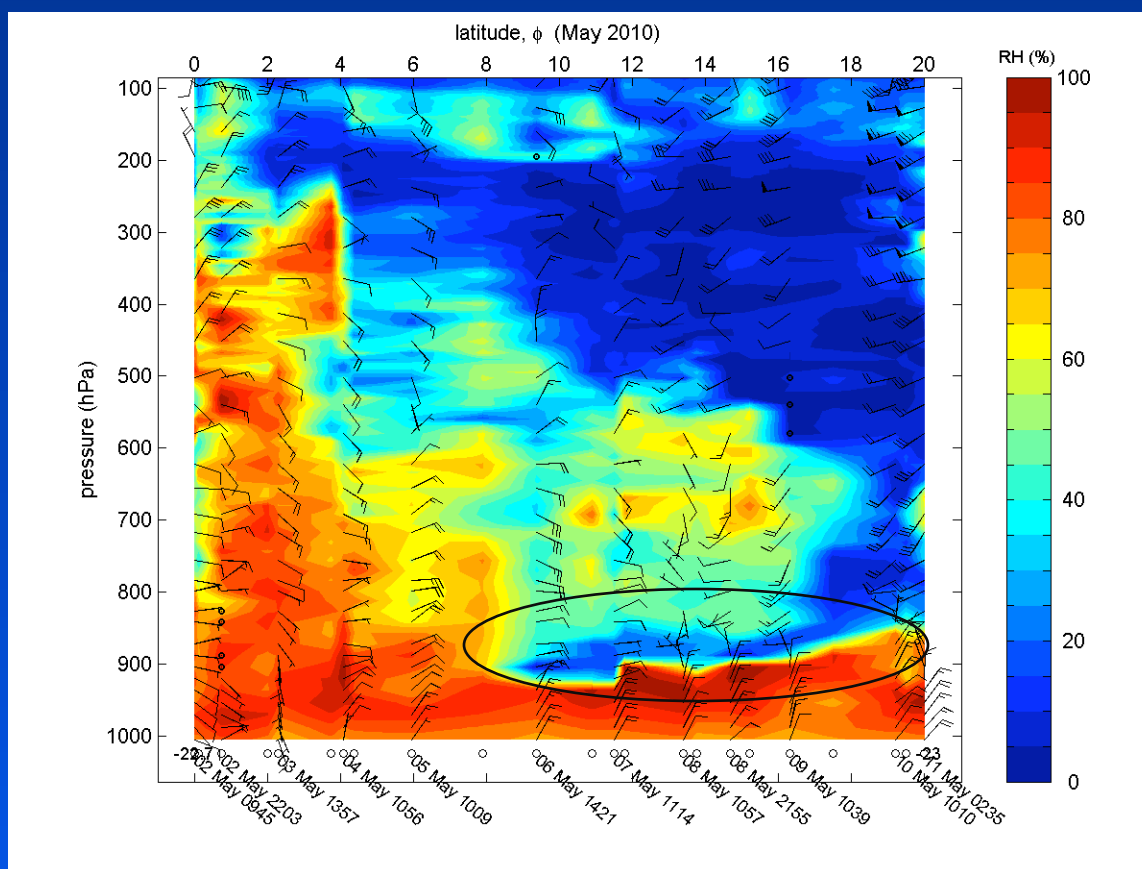 latitude, ϕ (May 2010)
0 2 4 6 8 10 12 14 16 18 20
RH (%)
100
200
300
400
500
600
700
800
900
1000
pressure (hPa)
100
80
60
40
20
0
02 May 0945
02 May 2203
03 May 1357
04 May 1056
05 May 1009
06 May 1421
07 May 1114
08 May 1057
08 May 2155
09 May 1039
10 May 1010
11 May 0235
-23